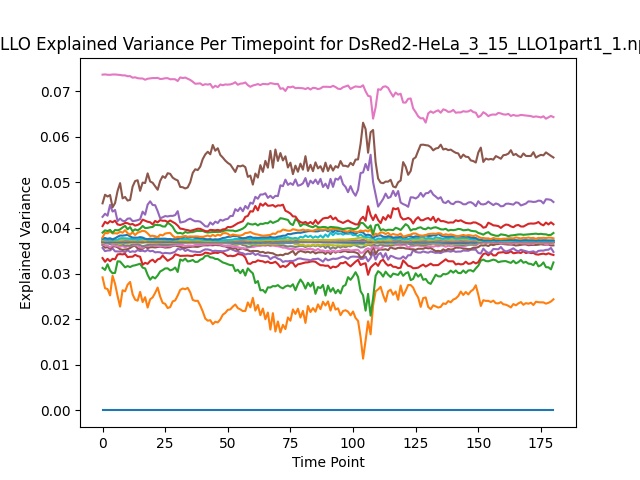 LLO Explained Variance Per Timepoint for DsRed2-HeLa_3_15_LLO1part1_1.n
Explained Variance
0.07
0.06
0.05
0.04
0.03
0.02
0.01
0.00
0 25 50 75 100 125 150 175
Time Point